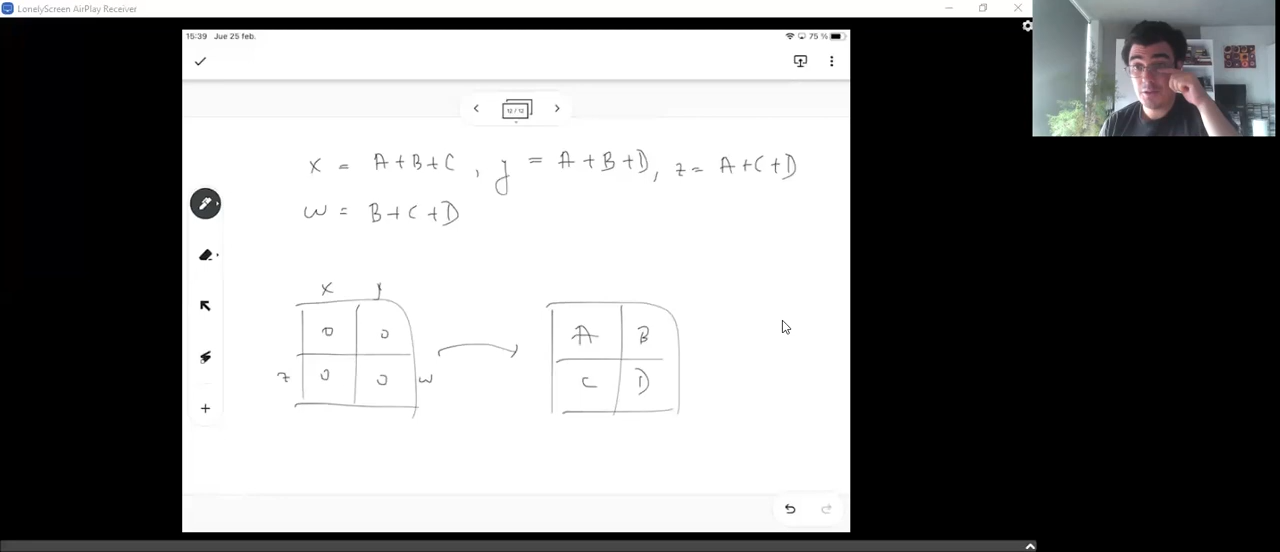 LonelyScreen AirPlay Receiver
15:39 Jue 25 feb. 75 %
12 / 12
x = A+B+C , y = A+B+D, z= A+C+D
w = B+C+D
x y
0 0 A B
z 0 0 w C D